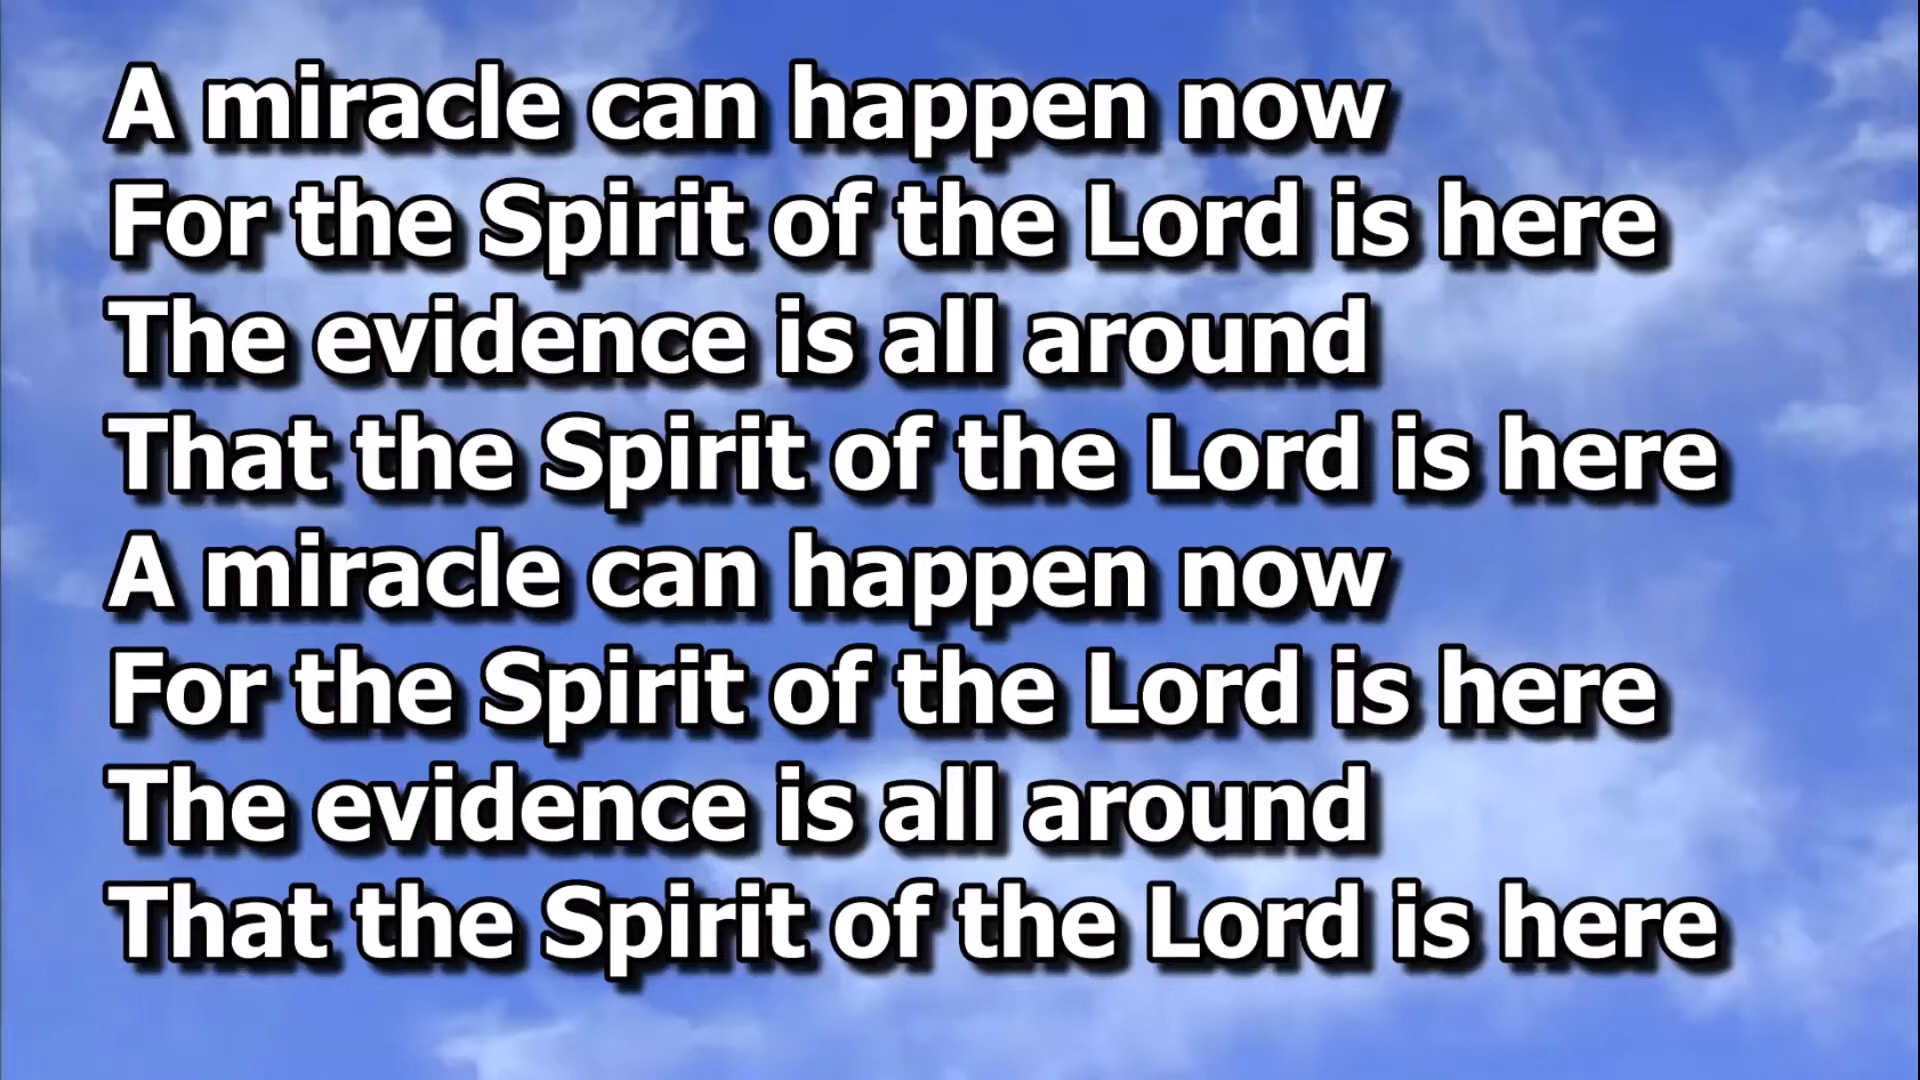 A miracle can happen now
For the Spirit of the Lord is here
The evidence is all around
That the Spirit of the Lord is here
A miracle can happen now
For the Spirit of the Lord is here
The evidence is all around
That the Spirit of the Lord is here